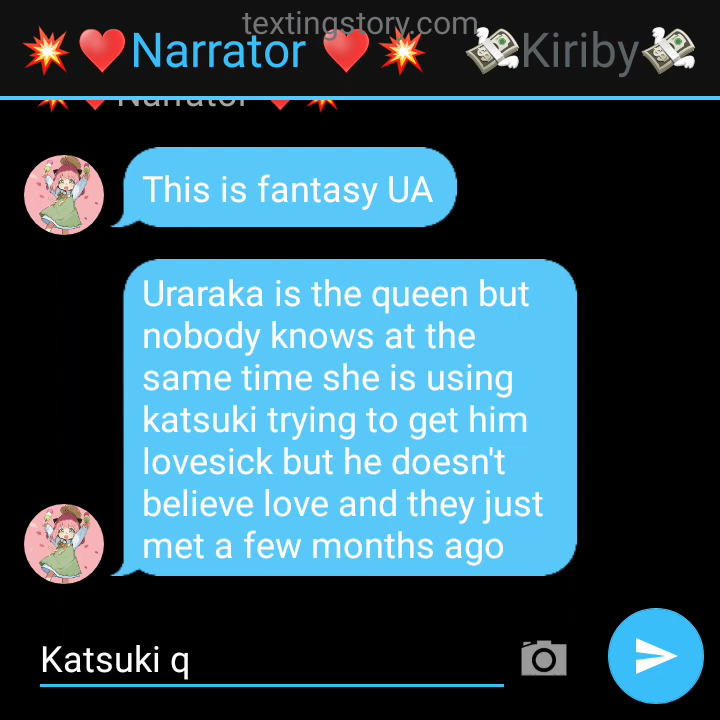 textingstory.com
💥❤️Narrator ❤️💥 💸Kiriby💸
💥❤️Narrator ❤️💥
This is fantasy UA
Uraraka is the queen but
nobody knows at the
same time she is using
katsuki trying to get him
lovesick but he doesn't
believe love and they just
met a few months ago
Katsuki q